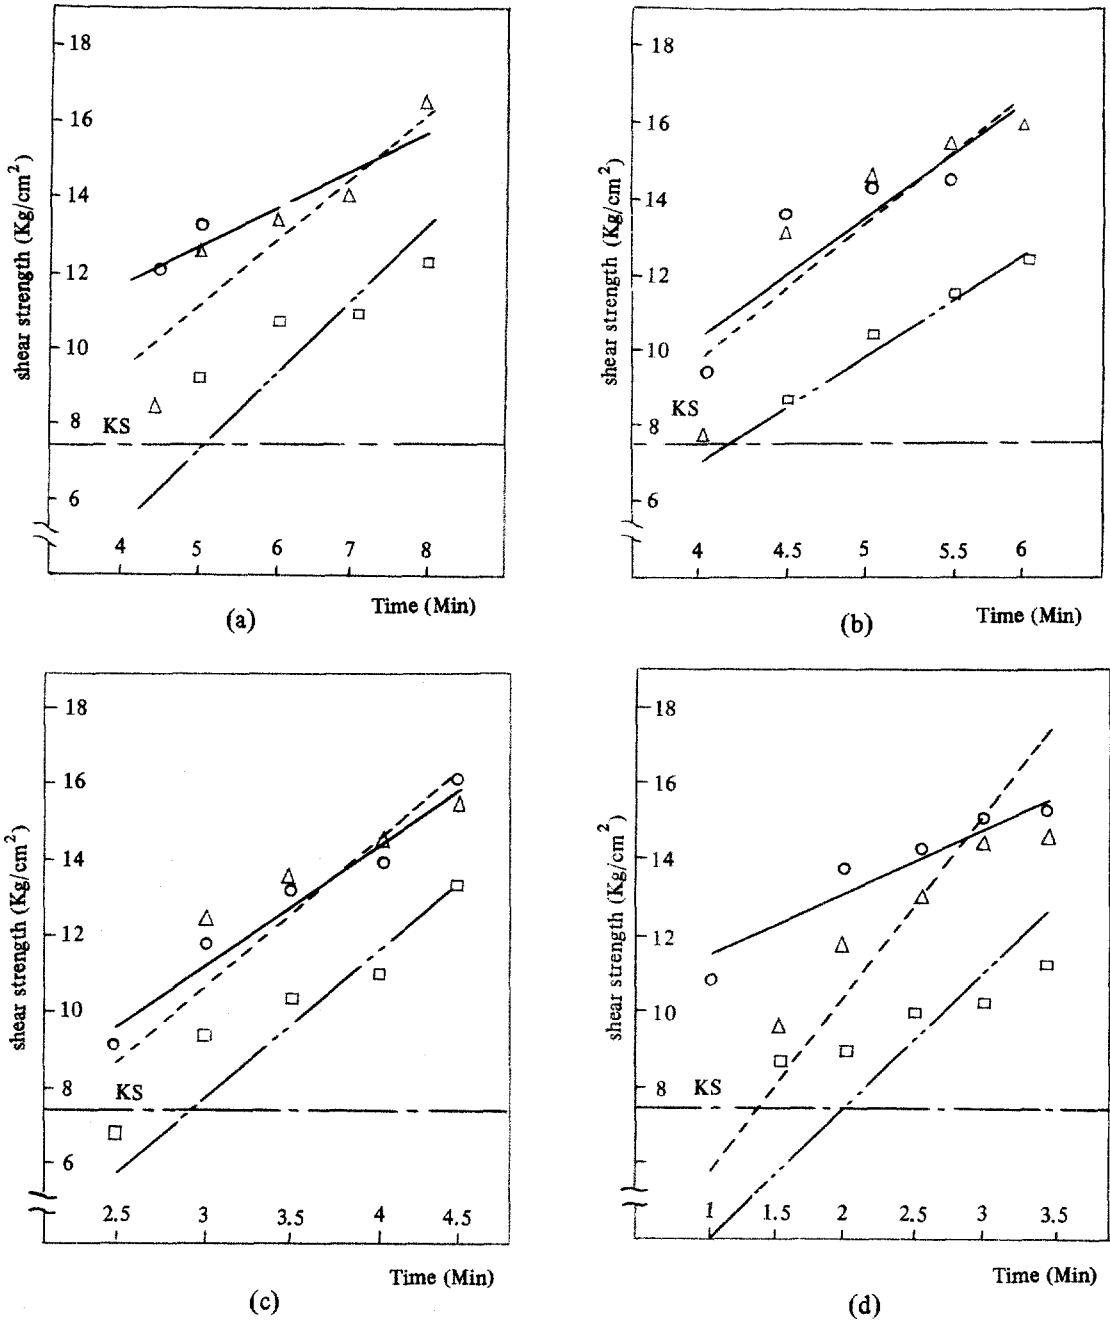 18
16
14
12
10
8
6
shear strength (Kg/cm2)
KS
4 5 6 7 8
Time (Min)
(a)
18
16
14
12
10
8
6
shear strength (Kg/cm2)
KS
4 4.5 5 5.5 6
Time (Min)
(b)
18
16
14
12
10
8
6
shear strength (Kg/cm2)
KS
2.5 3 3.5 4 4.5
Time (Min)
(c)
18
16
14
12
10
8
shear strength (Kg/cm2)
KS
1 1.5 2 2.5 3 3.5
Time (Min)
(d)